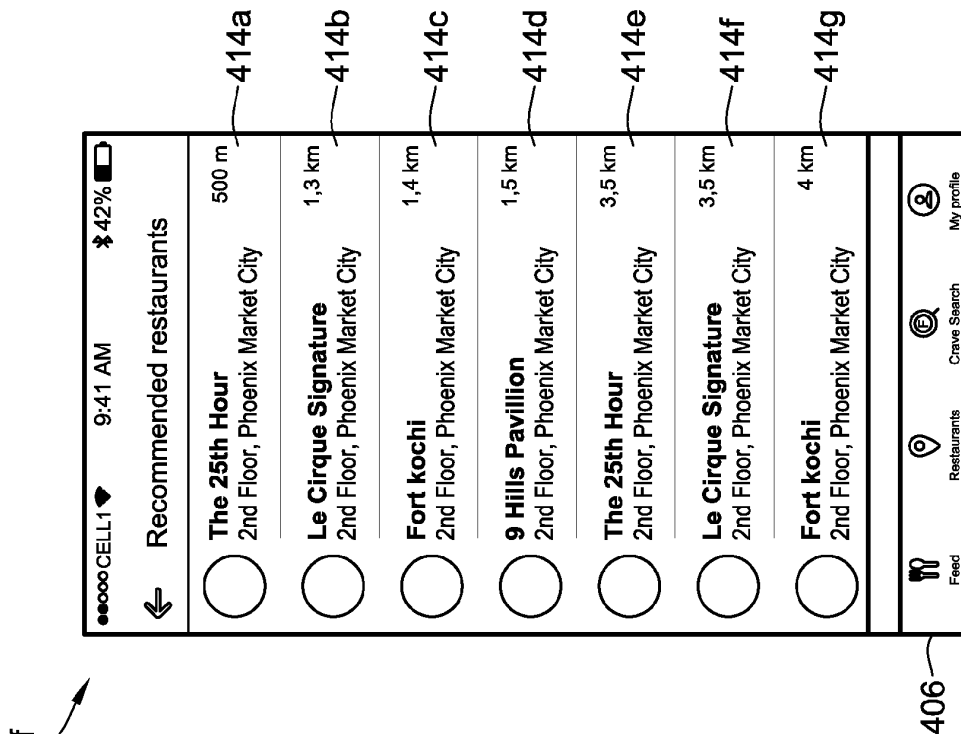 ●●○○○CELL1 9:41 AM 42%
Recommended restaurants
The 25th Hour 500 m
2nd Floor, Phoenix Market City
414a
Le Cirque Signature 1,3 km
2nd Floor, Phoenix Market City
414b
Fort kochi 1,4 km
2nd Floor, Phoenix Market City
414c
9 Hills Pavillion 1,5 km
2nd Floor, Phoenix Market City
414d
The 25th Hour 3,5 km
2nd Floor, Phoenix Market City
414e
Le Cirque Signature 3,5 km
2nd Floor, Phoenix Market City
414f
Fort kochi 4 km
2nd Floor, Phoenix Market City
414g
Feed Restaurants Crave Search My profile
406